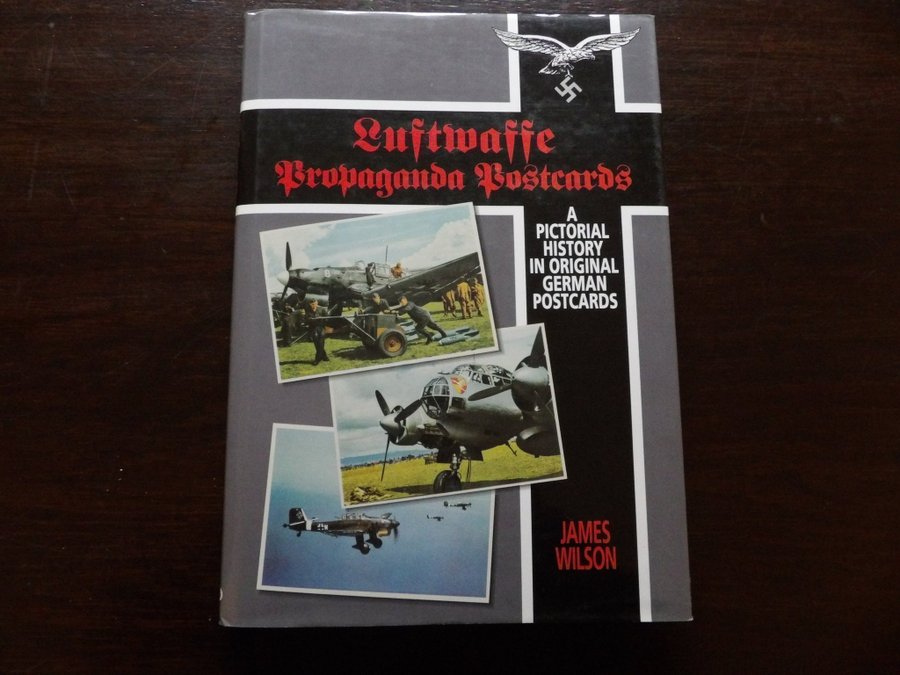 Luftwaffe
Propaganda Postcards
A
PICTORIAL
HISTORY
IN ORIGINAL
GERMAN
POSTCARDS
JAMES
WILSON